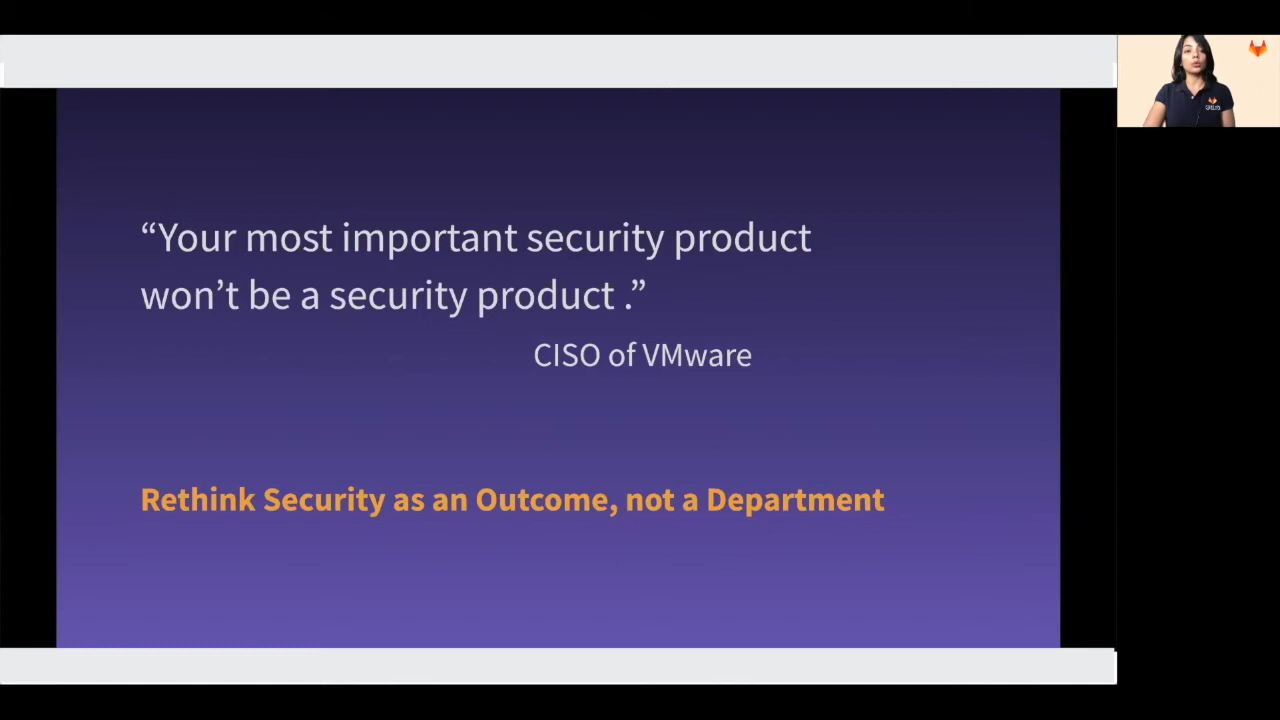 “Your most important security product
won’t be a security product .”
CISO of VMware
Rethink Security as an Outcome, not a Department